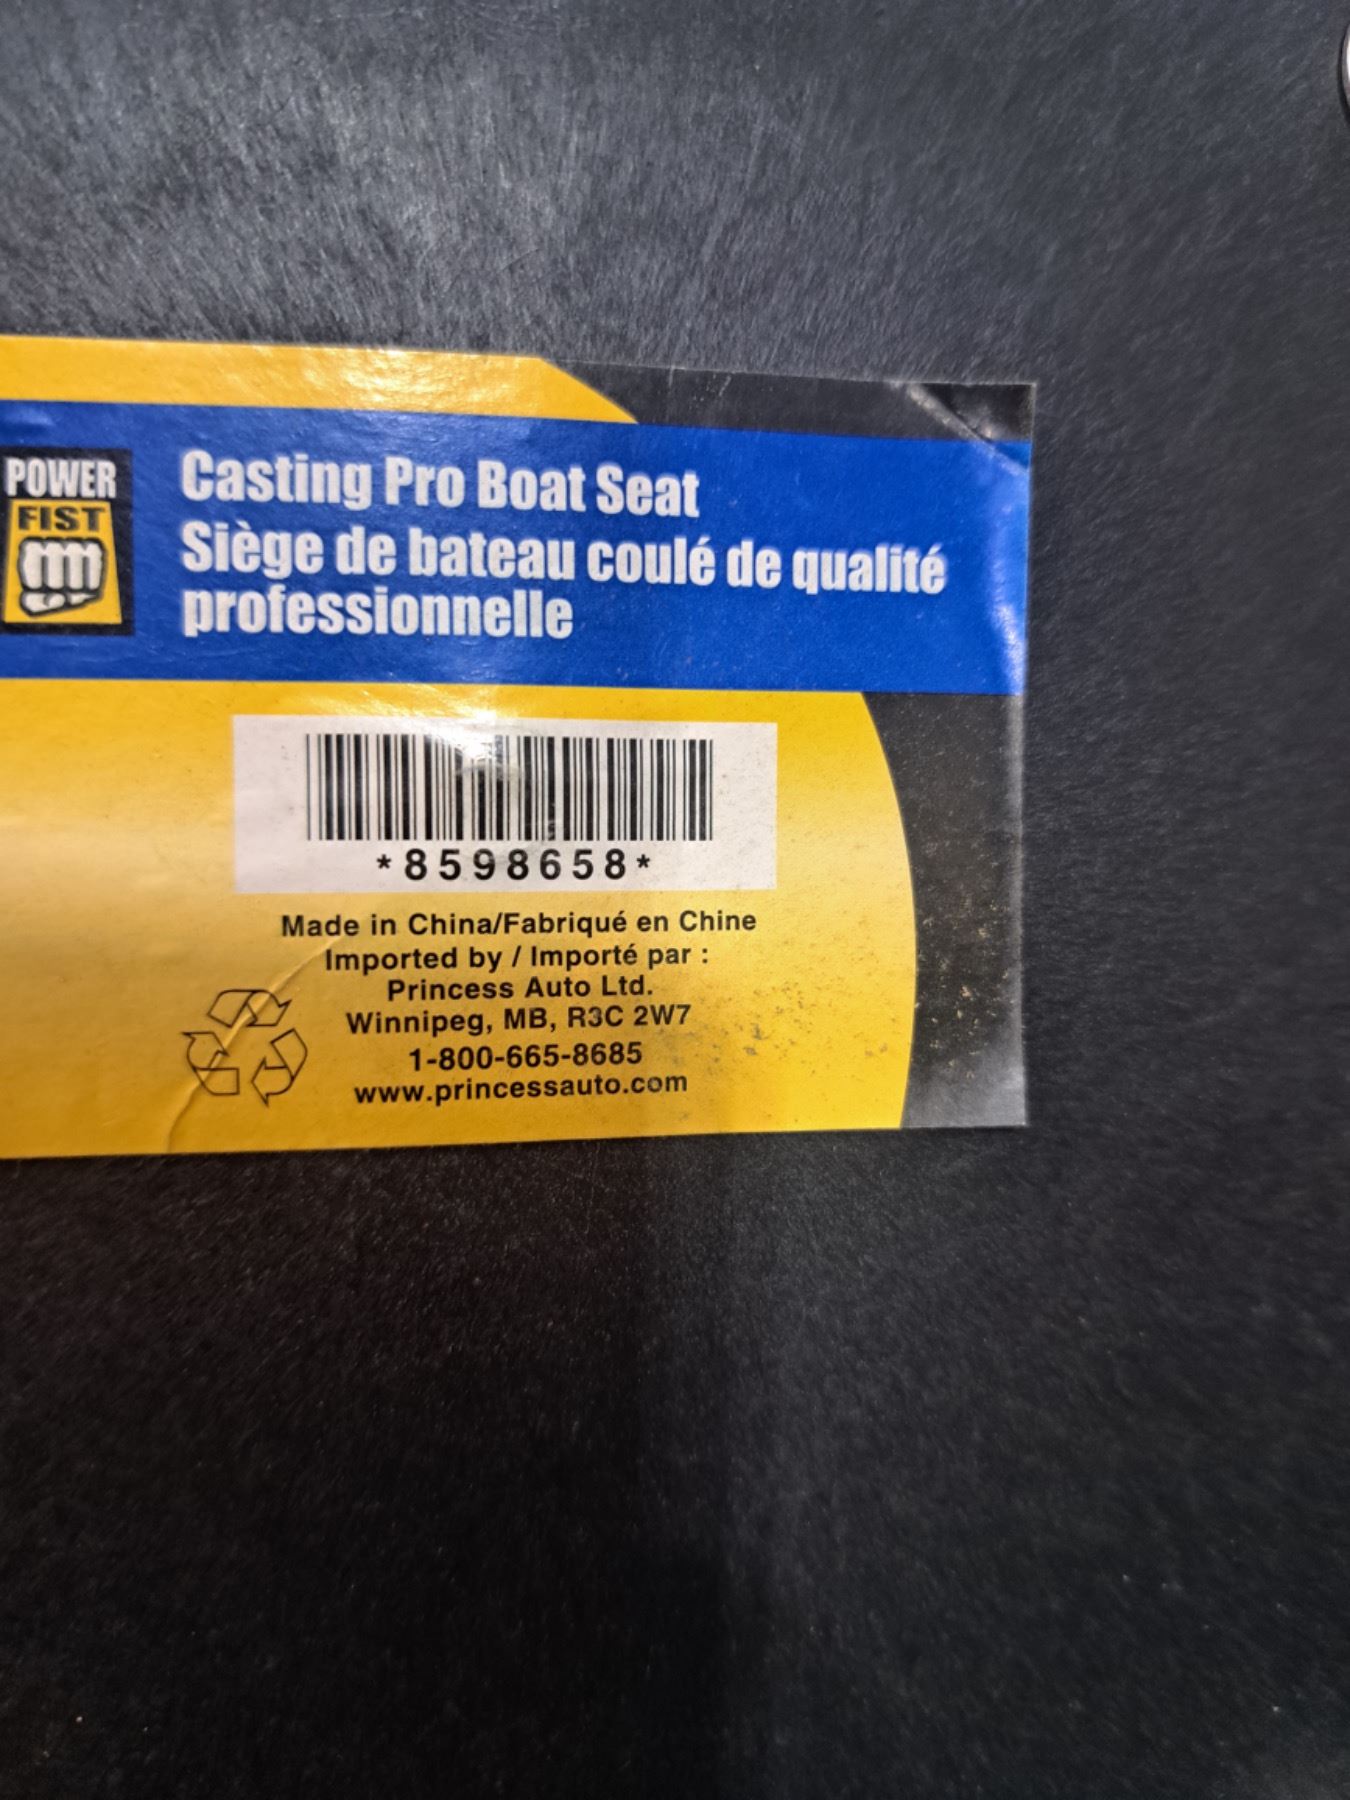 POWER
FIST
Casting Pro Boat Seat
Siège de bateau coulé de qualité
professionnelle
*8598658*
Made in China/Fabriqué en Chine
Imported by / Importé par :
Princess Auto Ltd.
Winnipeg, MB, R3C 2W7
1-800-665-8685
www.princessauto.com